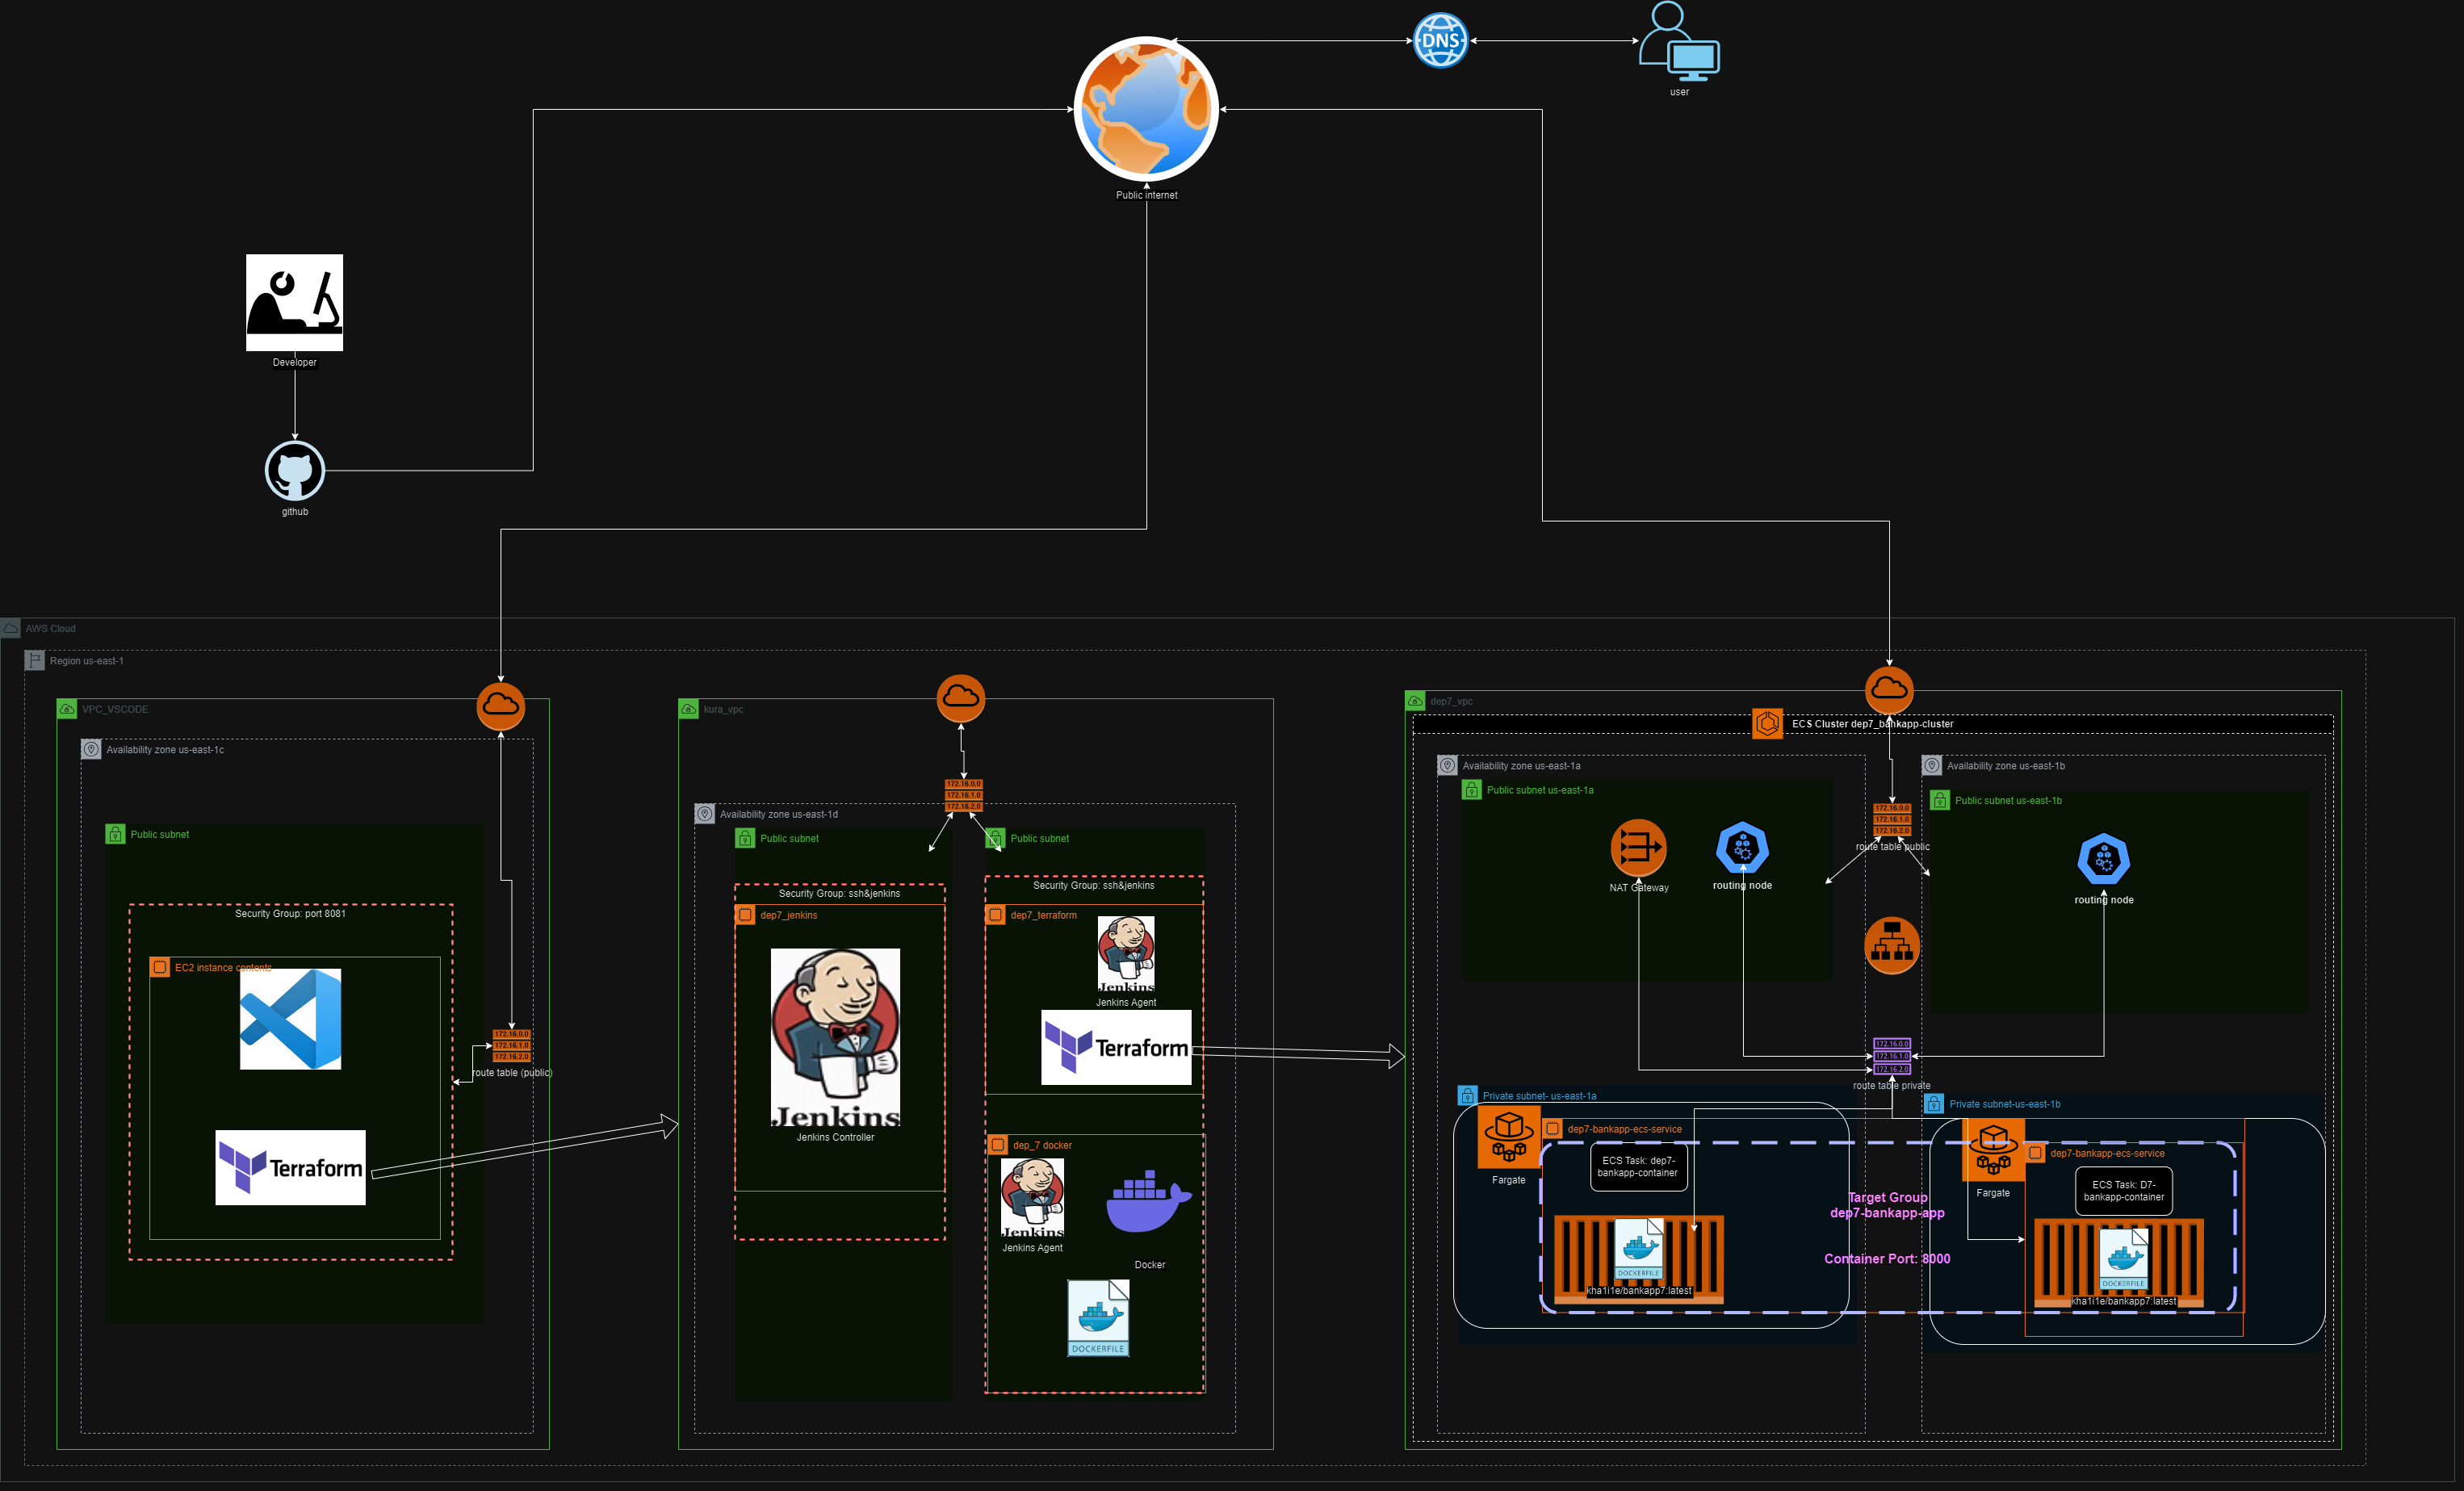 DNS
user
Public internet
Developer
github
AWS Cloud
Region us-east-1
VPC_VSCODE
Availability zone us-east-1c
Public subnet
Security Group: port 8081
EC2 instance contents
Terraform
172.16.0.0
172.16.1.0
172.16.2.0
route table (public)
kura_vpc
172.16.0.0
172.16.1.0
172.16.2.0
Availability zone us-east-1d
Public subnet
Security Group: ssh&jenkins
dep7_jenkins
Jenkins
Jenkins Controller
Public subnet
Security Group: ssh&jenkins
dep7_terraform
Jenkins
Jenkins Agent
Terraform
dep_7 docker
Jenkins
Jenkins Agent
Docker
DOCKERFILE
dep7_vpc
ECS Cluster dep7_bankapp-cluster
Availability zone us-east-1a
Public subnet us-east-1a
NAT Gateway
routing node
172.16.0.0
172.16.1.0
172.16.2.0
route table public
Availability zone us-east-1b
Public subnet us-east-1b
routing node
172.16.0.0
172.16.1.0
172.16.2.0
route table private
Private subnet- us-east-1a
Fargate
dep7-bankapp-ecs-service
ECS Task: dep7-
bankapp-container
DOCKERFILE
kha1i1e/bankapp7:latest
Target Group
dep7-bankapp-app
Container Port: 8000
Private subnet-us-east-1b
Fargate
dep7-bankapp-ecs-service
ECS Task: D7-
bankapp-container
DOCKERFILE
kha1i1e/bankapp7:latest